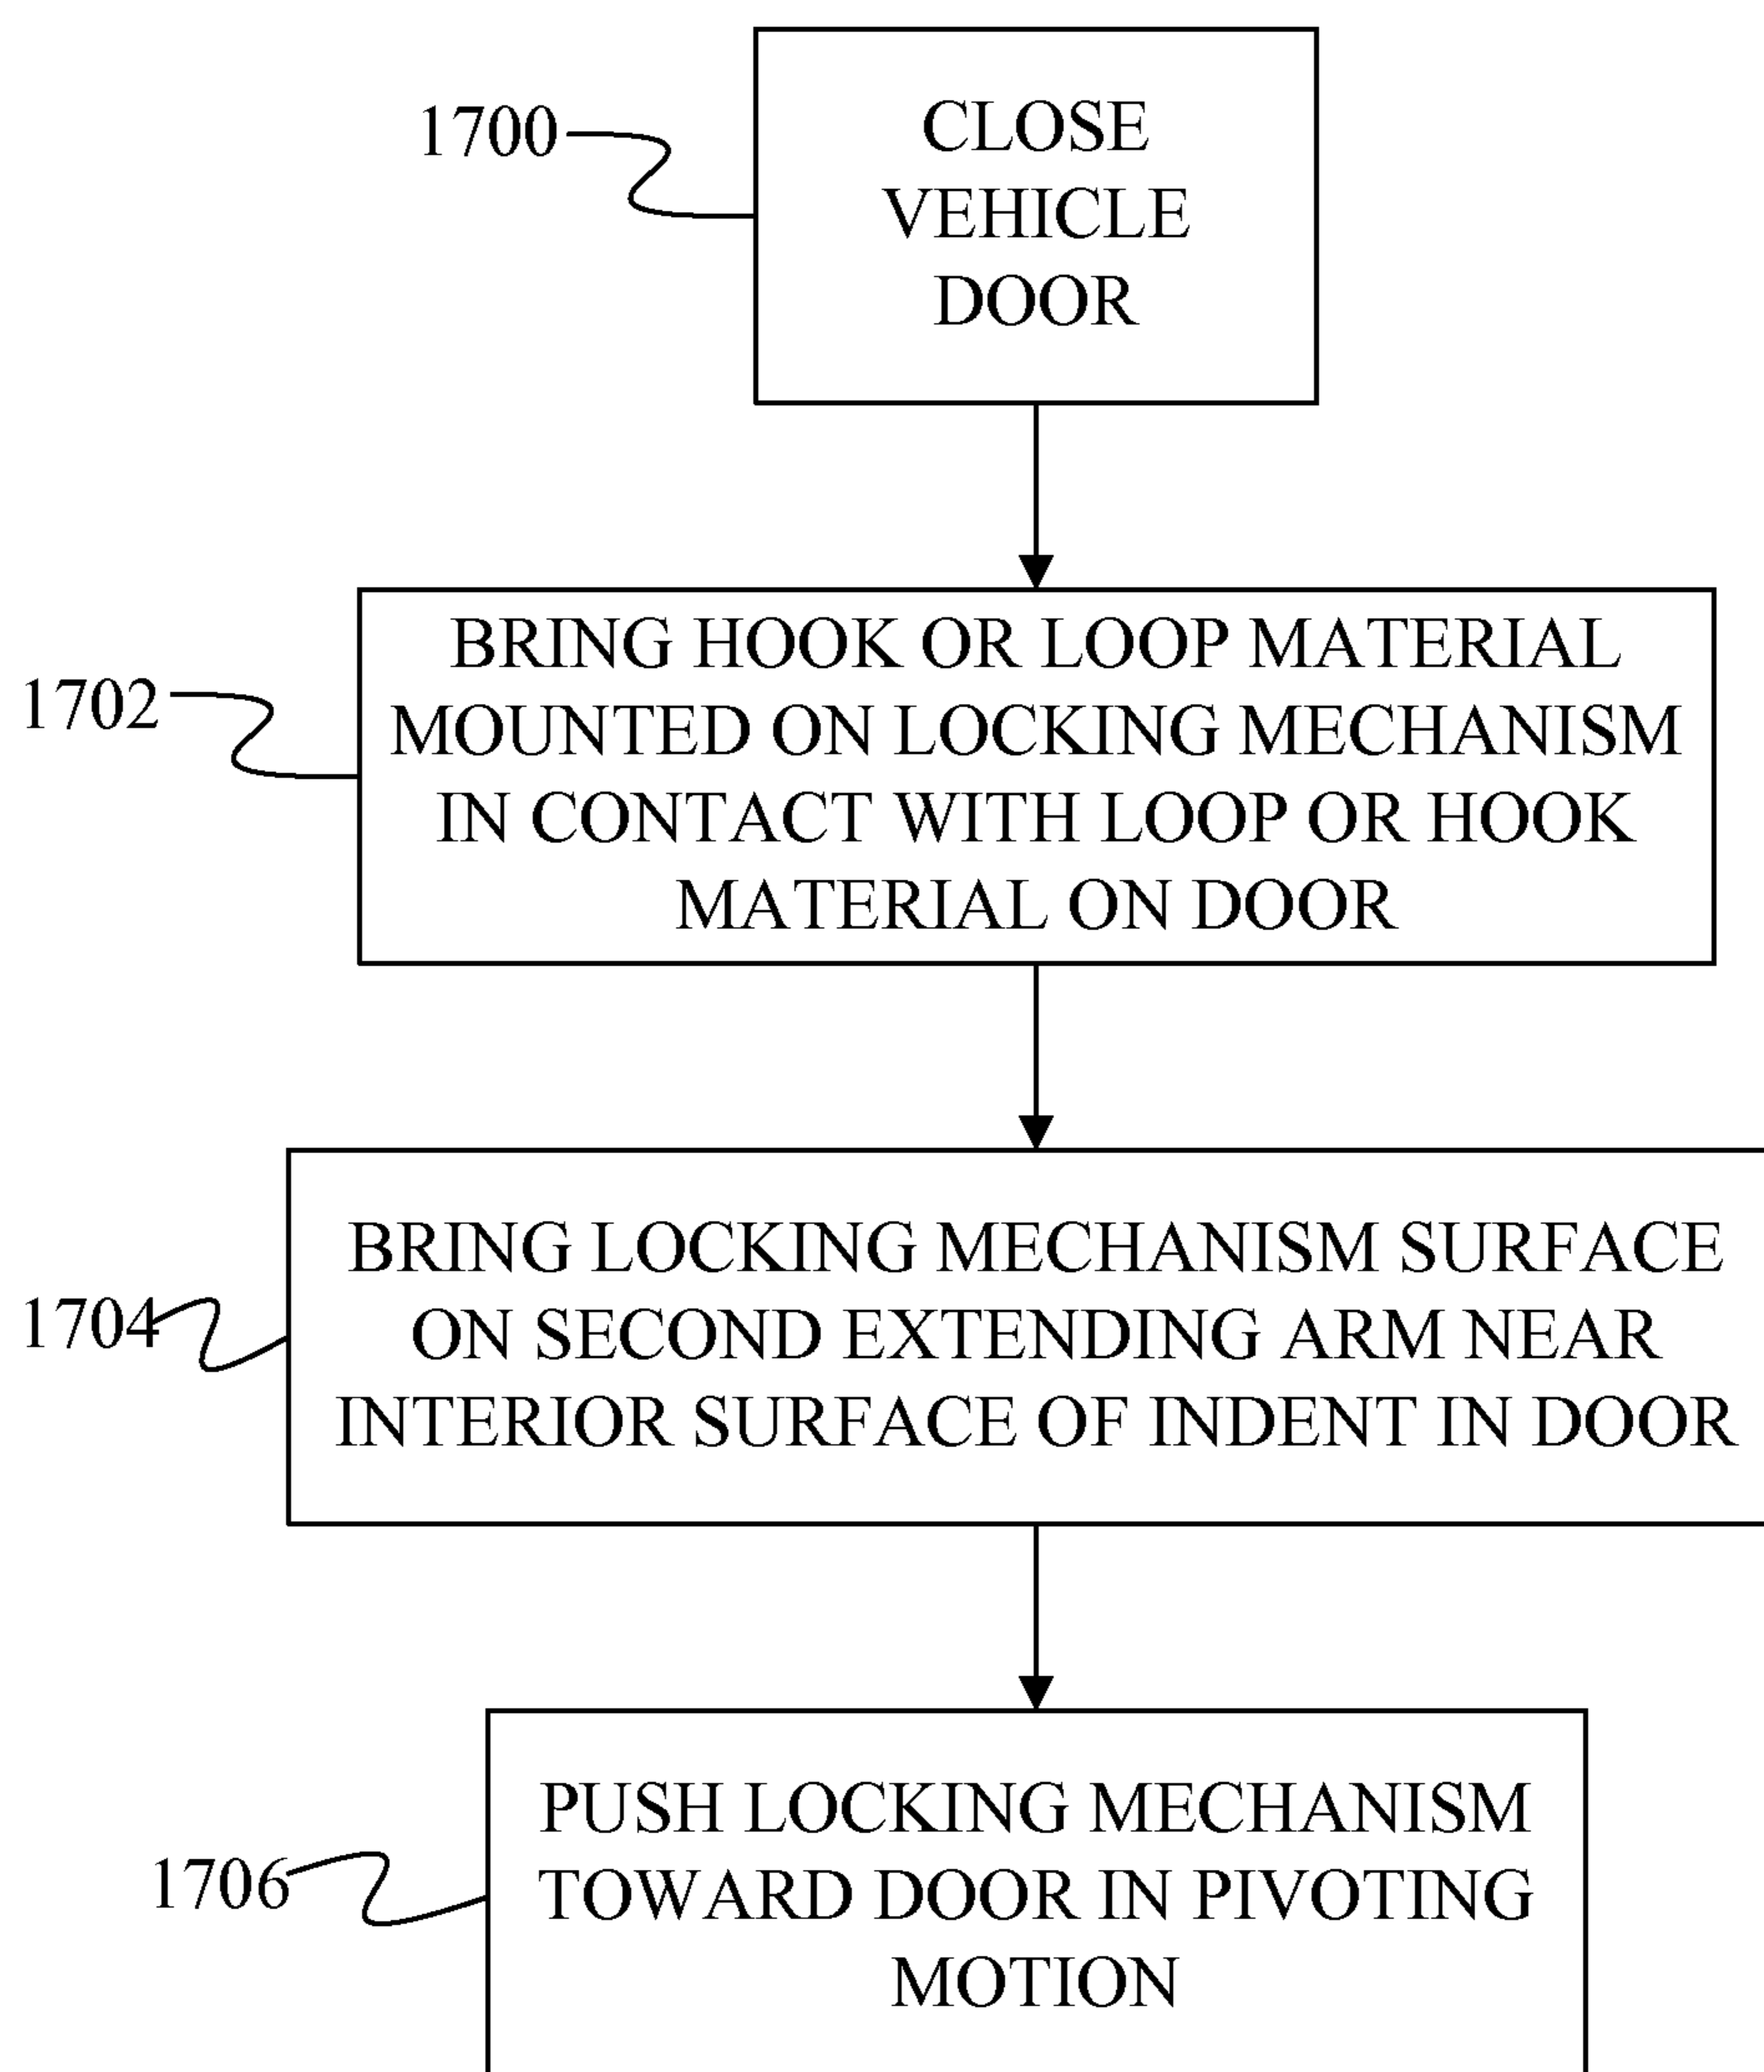 1700
CLOSE
VEHICLE
DOOR
1702
BRING HOOK OR LOOP MATERIAL
MOUNTED ON LOCKING MECHANISM
IN CONTACT WITH LOOP OR HOOK
MATERIAL ON DOOR
1704
BRING LOCKING MECHANISM SURFACE
ON SECOND EXTENDING ARM NEAR
INTERIOR SURFACE OF INDENT IN DOOR
1706
PUSH LOCKING MECHANISM
TOWARD DOOR IN PIVOTING
MOTION